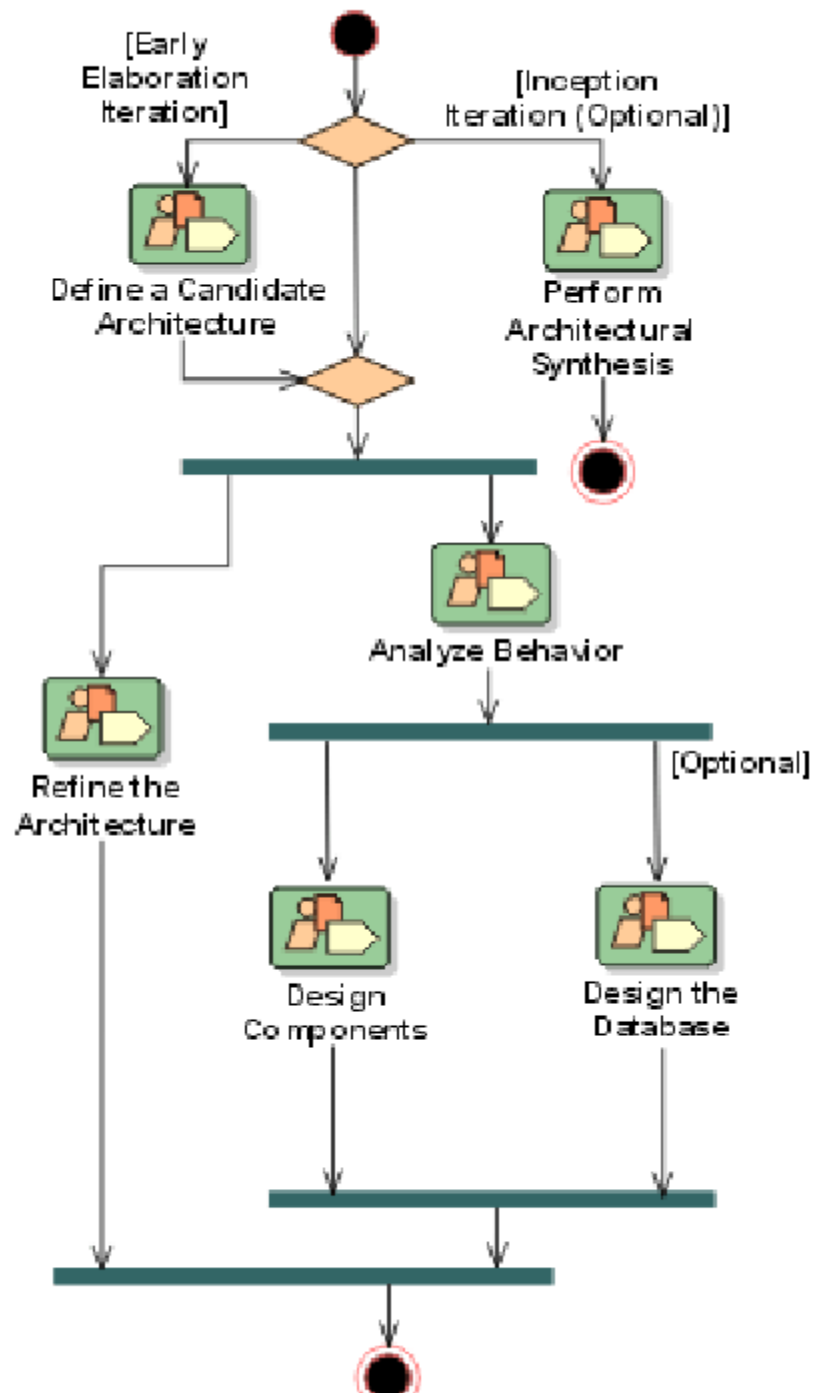 [Early
Elaboration
Iteration]
[Inception
Iteration (Optional)]
Define a Candidate
Architecture
Perform
Architectural
Synthesis
Analyze Behavior
[Optional]
Refine the
Architecture
Design
Components
Design the
Database